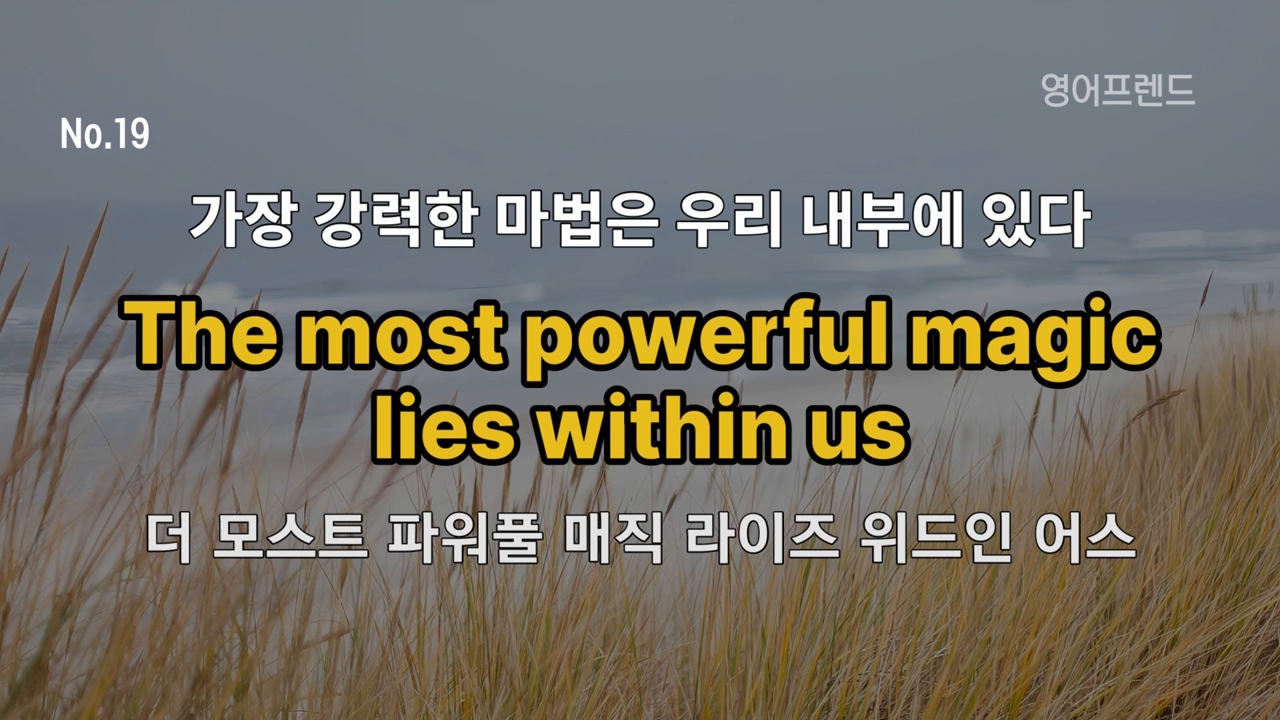 영어프렌드
No.19
가장 강력한 마법은 우리 내부에 있다
The most powerful magic
lies within us
더 모스트 파워풀 매직 라이즈 위드인 어스